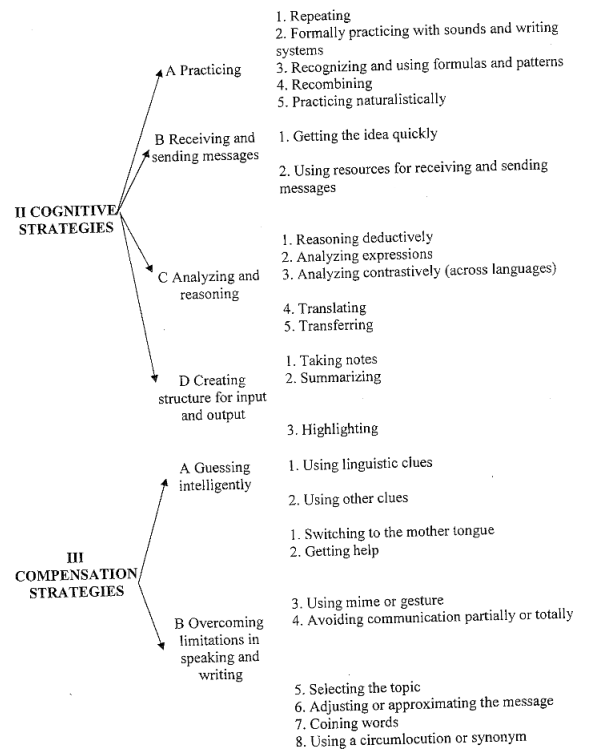 1. Repeating
2. Formally practicing with sounds and writing
systems
A Practicing
3. Recognizing and using formulas and patterns
4. Recombining
5. Practicing naturalistically
B Receiving and
sending messages
1. Getting the idea quickly
2. Using resources for receiving and sending
messages
II COGNITIVE
STRATEGIES
C Analyzing and
reasoning
1. Reasoning deductively
2. Analyzing expressions
3. Analyzing contrastively (across languages)
4. Translating
5. Transferring
D Creating
structure for input
and output
1. Taking notes
2. Summarizing
3. Highlighting
A Guessing
intelligently
1. Using linguistic clues
2. Using other clues
III
COMPENSATION
STRATEGIES
B Overcoming
limitations in
speaking and
writing
1. Switching to the mother tongue
2. Getting help
3. Using mime or gesture
4. Avoiding communication partially or totally
5. Selecting the topic
6. Adjusting or approximating the message
7. Coining words
8. Using a circumlocution or synonym